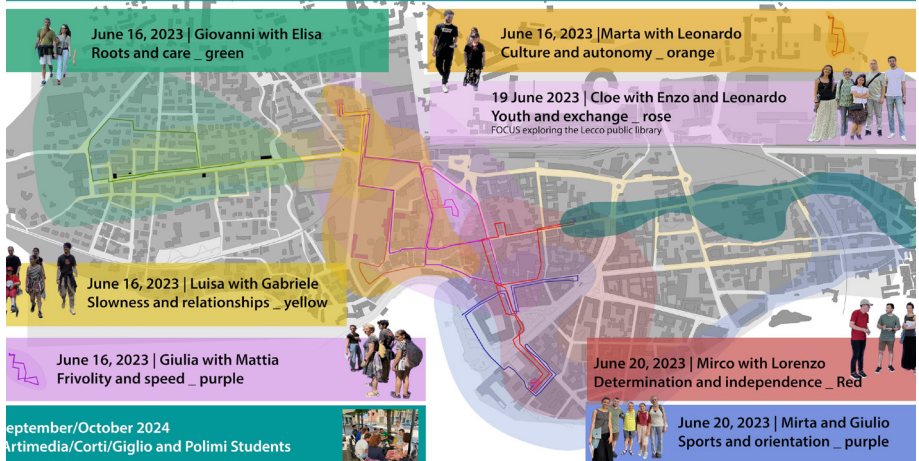 June 16, 2023 | Giovanni with Elisa
Roots and care _ green
June 16, 2023 |Marta with Leonardo
Culture and autonomy _ orange
19 June 2023 | Cloe with Enzo and Leonardo
Youth and exchange _ rose
FOCUS exploring the Lecco public library
June 16, 2023 | Luisa with Gabriele
Slowness and relationships _ yellow
June 16, 2023 | Giulia with Mattia
Frivolity and speed _ purple
June 20, 2023 | Mirco with Lorenzo
Determination and independence _ Red
eptember/October 2024
Artimedia/Corti/Giglio and Polimi Students
June 20, 2023 | Mirta and Giulio
Sports and orientation _ purple